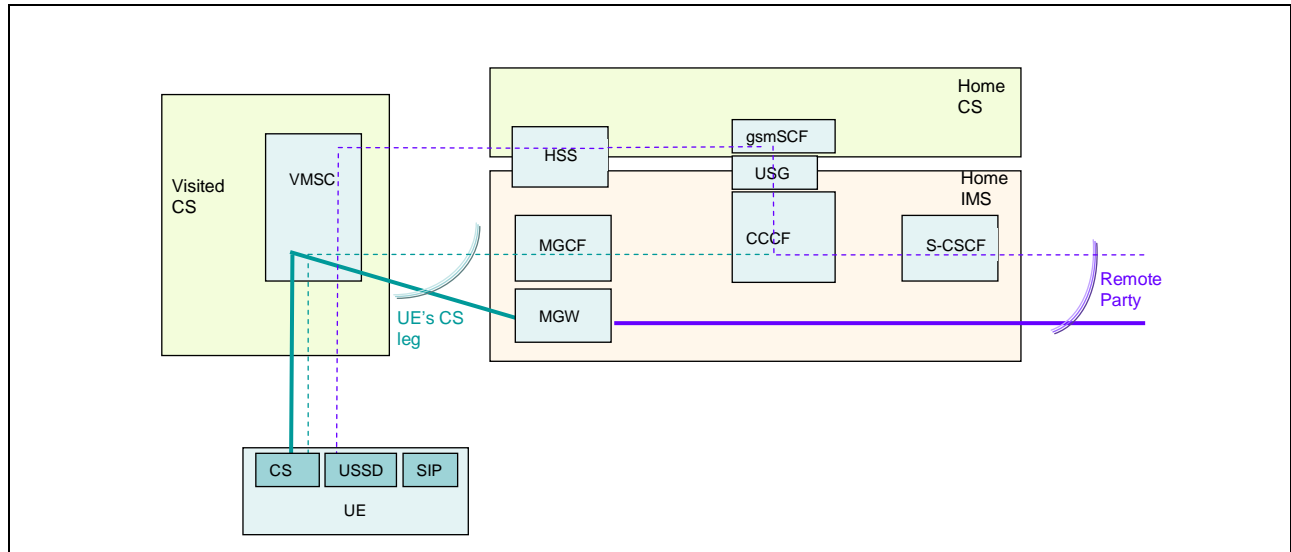 Home
CS
gsmSCF
HSS
VMSC
USG
Home
IMS
Visited
CS
MGCF
CCCF
S-CSCF
Remote
Party
UE's CS
leg
MGW
CS
USSD
SIP
UE